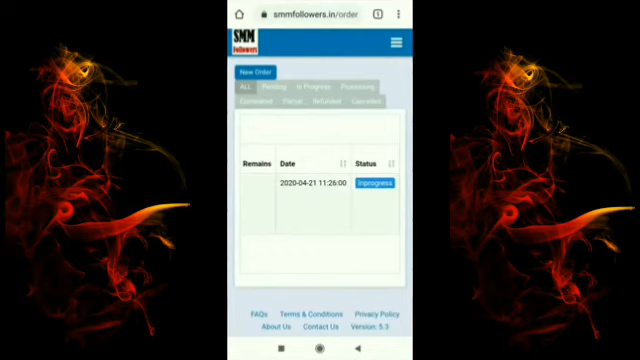 smmfollowers.in/order 1
SMM
Followers
New Order
ALL Pending In Progress Processing
Completed Partial Refunded Canceled
Remains Date Status
2020-04-21 11:26:00 Inprogress
FAQs Terms & Conditions Privacy Policy
About Us Contact Us Version: 5.3